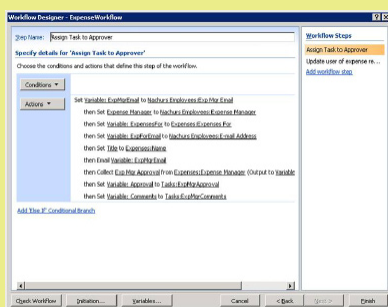 Workflow Designer - ExpenseWorkflow
Step Name: Assign Task to Approver
Specify details for 'Assign Task to Approver'
Choose the conditions and actions that define this step of the workflow.
Conditions
Actions
Set Variable: ExpMgrEmail to Nachurs Employees:Exp Mgr Email
then Set Expense Manager to Nachurs Employees:Expense Manager
then Set Variable: ExpensesFor to Expenses:Expenses For
then Set Variable: ExpForEmail to Nachurs Employees:E-mail Address
then Set Title to Expenses:Name
then Email Variable: ExpMgrEmail
then Collect Exp Mgr Approval from Expenses:Expense Manager (Output to Variable
then Set Variable: Approval to Tasks:ExpMgrApproval
then Set Variable: Comments to Tasks:ExpMgrComments
Add 'Else If' Conditional Branch
Workflow Steps
Assign Task to Approver
Update user of expense re...
Add workflow step
Check Workflow
Initiation...
Variables...
Cancel
< Back
Next >
Finish